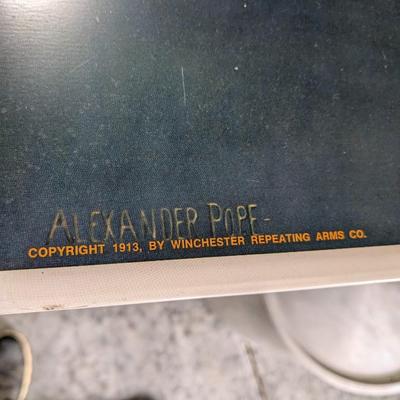 ALEXANDER POPE-
COPYRIGHT 1913, BY WINCHESTER REPEATING ARMS CO.